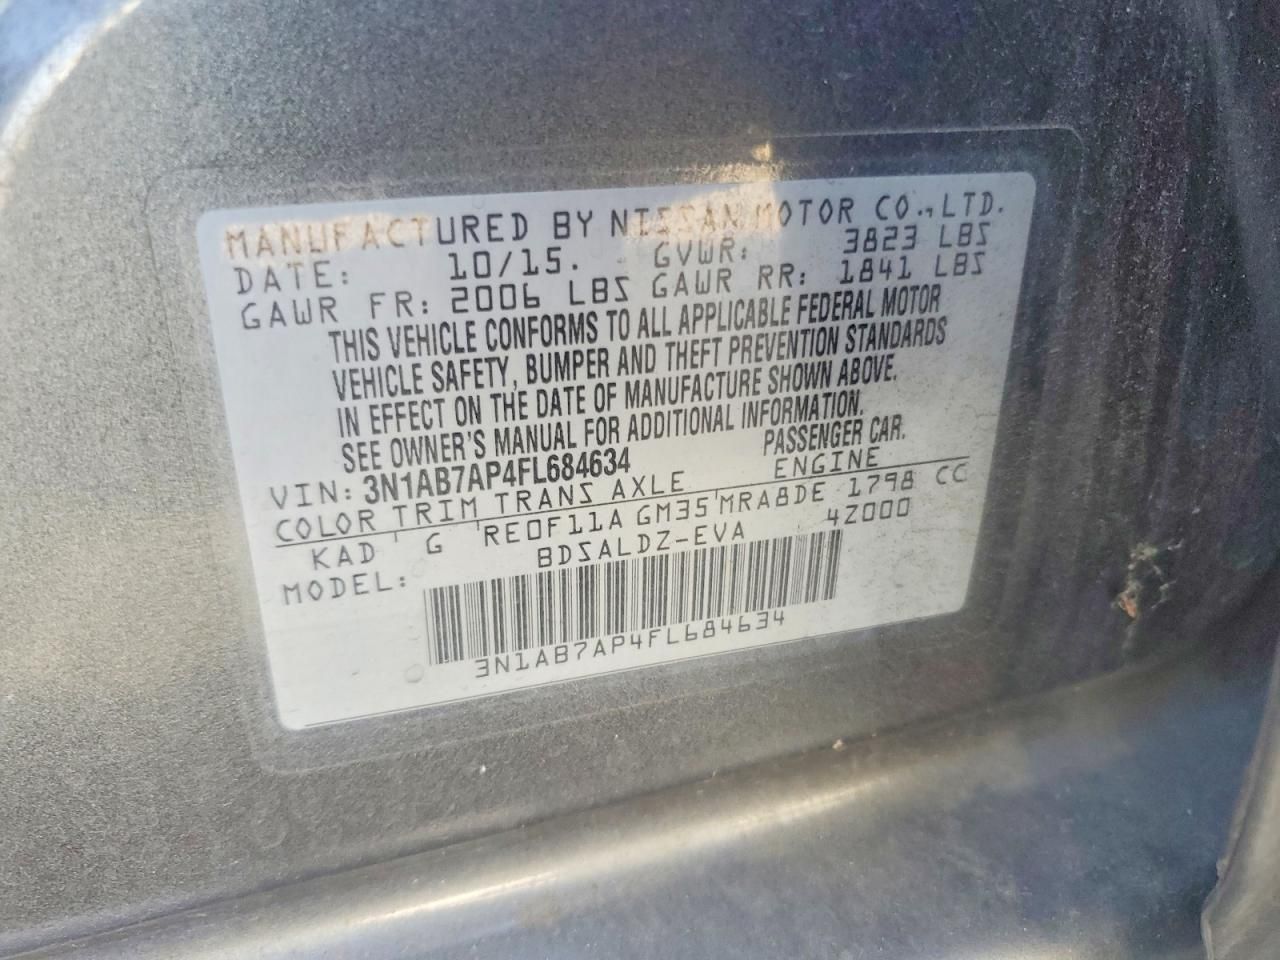 MANUFACTURED BY NISSAN MOTOR CO., LTD.
DATE: 10/15. GVWR: 3823 LBS
GAWR FR: 2006 LBS GAWR RR: 1841 LBS
THIS VEHICLE CONFORMS TO ALL APPLICABLE FEDERAL MOTOR
VEHICLE SAFETY, BUMPER AND THEFT PREVENTION STANDARDS
IN EFFECT ON THE DATE OF MANUFACTURE SHOWN ABOVE.
SEE OWNER'S MANUAL FOR ADDITIONAL INFORMATION.
VIN: 3N1AB7AP4FL684634 PASSENGER CAR.
COLOR TRIM TRANS AXLE ENGINE
KAD G RE0F11A GM35 MRA8DE 1798 CC
MODEL: BDSALDZ-EVA 4Z000
3N1AB7AP4FL684634